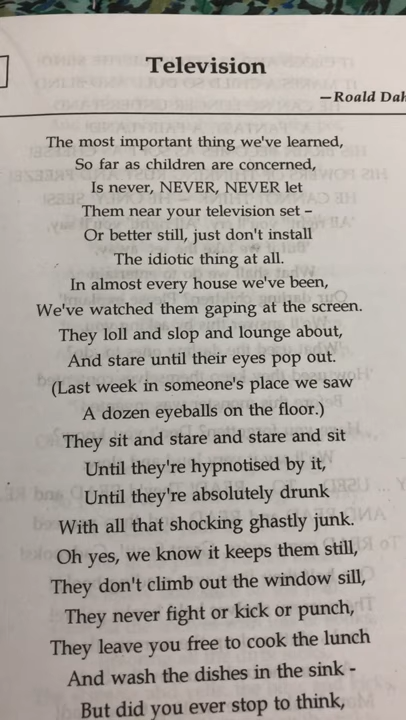 Television
—Roald Dah
The most important thing we've learned,
So far as children are concerned,
Is never, NEVER, NEVER let
Them near your television set –
Or better still, just don't install
The idiotic thing at all.
In almost every house we've been,
We've watched them gaping at the screen.
They loll and slop and lounge about,
And stare until their eyes pop out.
(Last week in someone's place we saw
A dozen eyeballs on the floor.)
They sit and stare and stare and sit
Until they're hypnotised by it,
Until they're absolutely drunk
With all that shocking ghastly junk.
Oh yes, we know it keeps them still,
They don't climb out the window sill,
They never fight or kick or punch,
They leave you free to cook the lunch
And wash the dishes in the sink -
But did you ever stop to think,